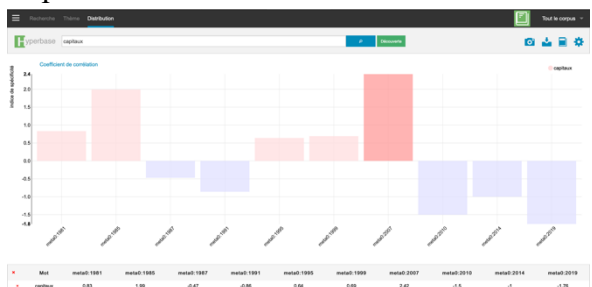 Recherche Thème Distribution Tout le corpus
Hyperbase capitaux Découverte
Coefficient de corrélation
capitaux
Indice de spécificité
2.4
2.0
1.5
1.0
0.5
0.0
-0.5
-1.0
-1.5
-1.8
meta0:1981 meta0:1985 meta0:1987 meta0:1991 meta0:1995 meta0:1999 meta0:2007 meta0:2010 meta0:2014 meta0:2019
Mot meta0:1981 meta0:1985 meta0:1987 meta0:1991 meta0:1995 meta0:1999 meta0:2007 meta0:2010 meta0:2014 meta0:2019
capitaux 0.83 1.99 -0.47 -0.86 0.64 0.69 2.42 -1.5 -1 -1.76